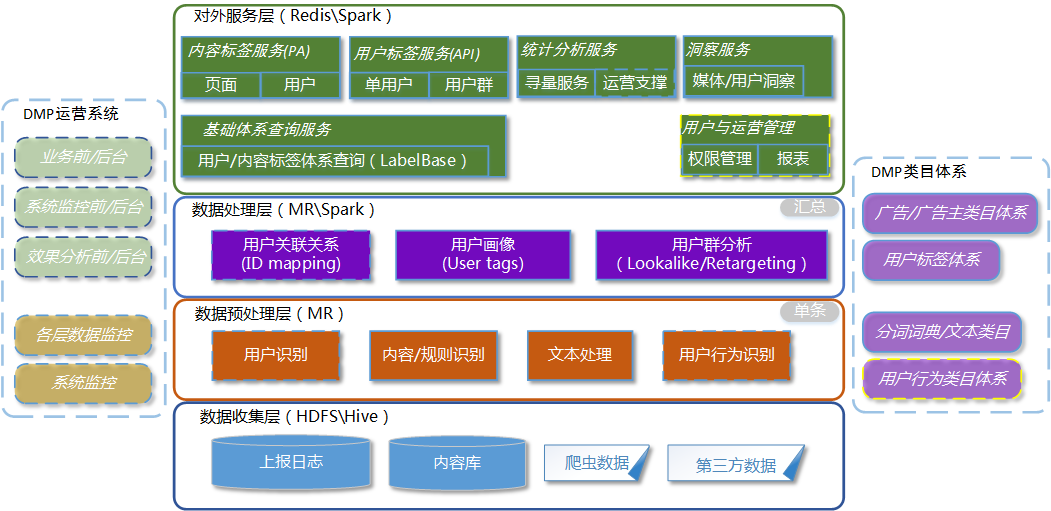 对外服务层（Redis\Spark）
内容标签服务(PA)
页面
用户
用户标签服务(API)
单用户
用户群
统计分析服务
寻量服务
运营支撑
洞察服务
媒体/用户洞察
基础体系查询服务
用户/内容标签体系查询（LabelBase）
用户与运营管理
权限管理
报表
DMP运营系统
业务前/后台
系统监控前/后台
效果分析前/后台
各层数据监控
系统监控
数据处理层（MR\Spark）
汇总
用户关联关系
(ID mapping)
用户画像
(User tags)
用户群分析
（Lookalike/Retargeting）
数据预处理层（MR）
单条
用户识别
内容/规则识别
文本处理
用户行为识别
数据收集层（HDFS\Hive）
上报日志
内容库
爬虫数据
第三方数据
DMP类目体系
广告/广告主类目体系
用户标签体系
分词词典/文本类目
用户行为类目体系